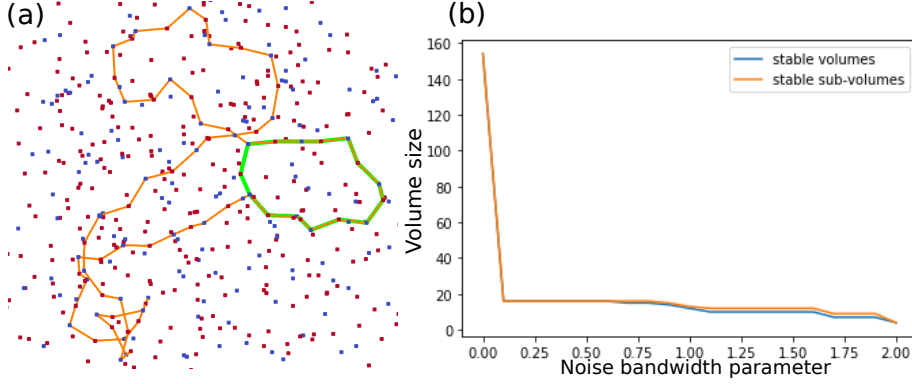 (a)
(b)
160
140
120
100
80
60
40
20
0
Volume size
stable volumes
stable sub-volumes
0.00 0.25 0.50 0.75 1.00 1.25 1.50 1.75 2.00
Noise bandwidth parameter